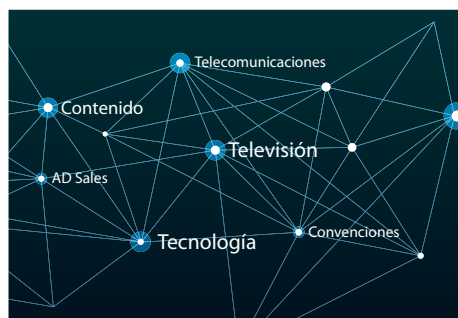 Telecomunicaciones
Contenido
Televisión
AD Sales
Convenciones
Tecnología